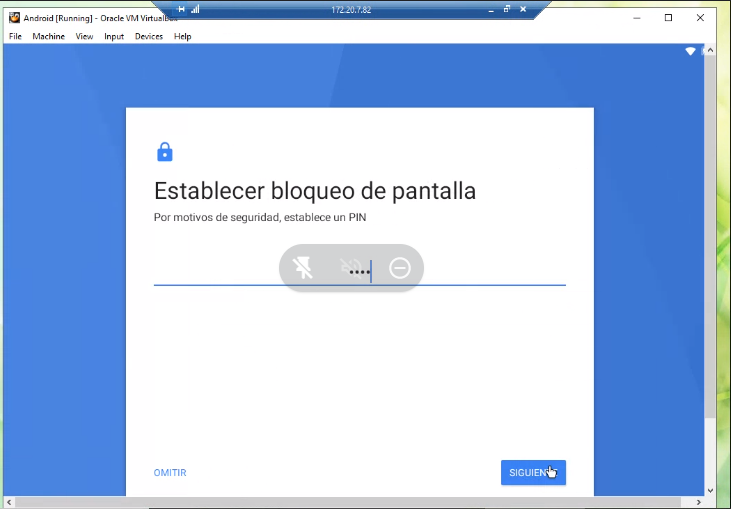 172.20.7.82
Android [Running] - Oracle VM VirtualBox
File Machine View Input Devices Help
Establecer bloqueo de pantalla
Por motivos de seguridad, establece un PIN
••••
OMITIR
SIGUIENTE